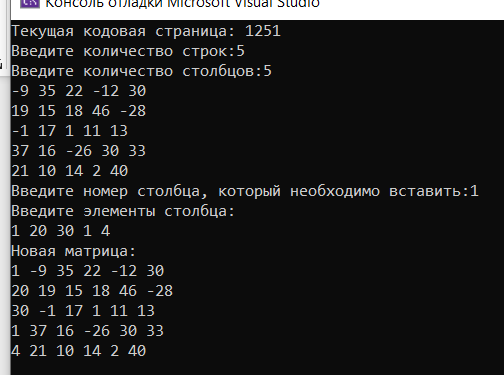 Консоль отладки Microsoft Visual Studio
Текущая кодовая страница: 1251
Введите количество строк:5
Введите количество столбцов:5
-9 35 22 -12 30
19 15 18 46 -28
-1 17 1 11 13
37 16 -26 30 33
21 10 14 2 40
Введите номер столбца, который необходимо вставить:1
Введите элементы столбца:
1 20 30 1 4
Новая матрица:
1 -9 35 22 -12 30
20 19 15 18 46 -28
30 -1 17 1 11 13
1 37 16 -26 30 33
4 21 10 14 2 40